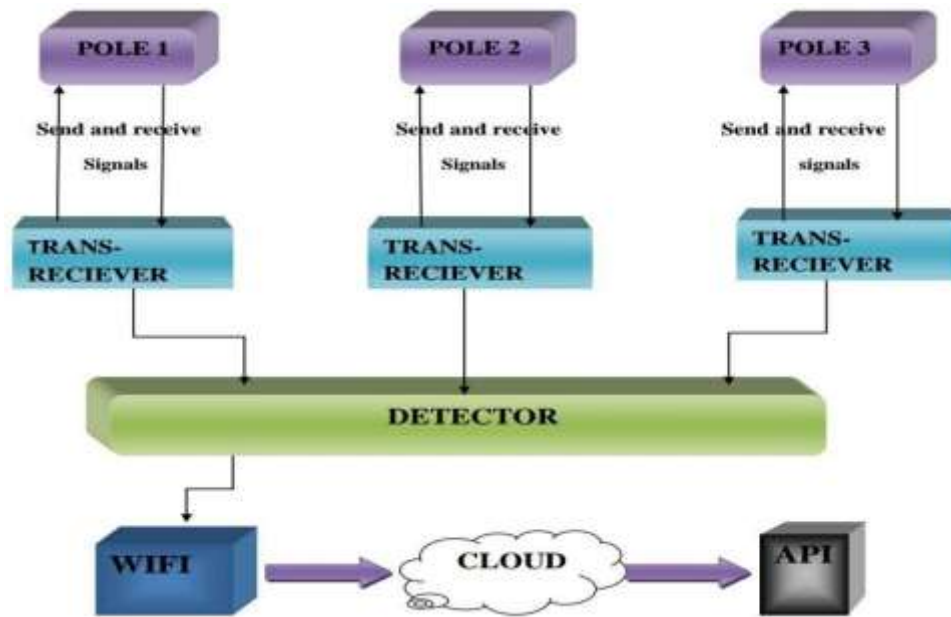 POLE 1
POLE 2
POLE 3
Send and receive
Signals
Send and receive
Signals
Send and receive
signals
TRANS-
RECIEVER
TRANS-
RECIEVER
TRANS-
RECIEVER
DETECTOR
WIFI
CLOUD
API